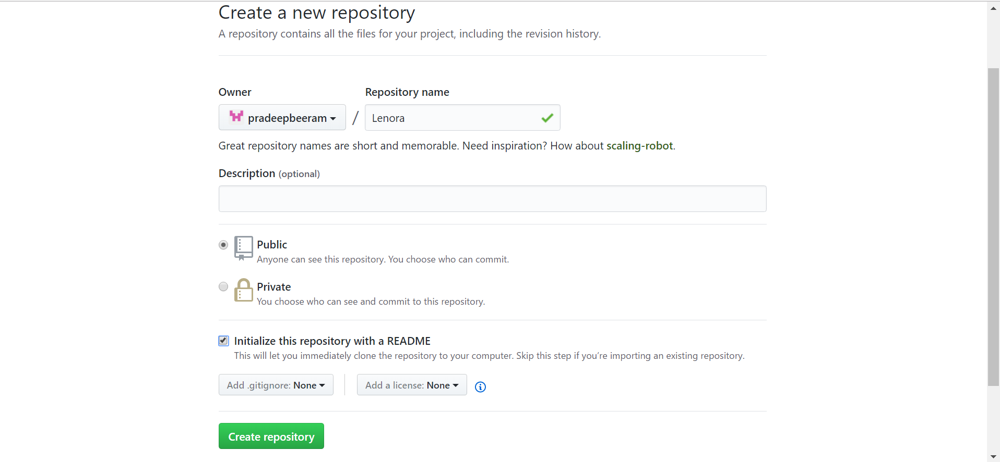 Create a new repository
A repository contains all the files for your project, including the revision history.
Owner
Repository name
pradeepbeeram / Lenora
Great repository names are short and memorable. Need inspiration? How about scaling-robot.
Description (optional)
Public
Anyone can see this repository. You choose who can commit.
Private
You choose who can see and commit to this repository.
Initialize this repository with a README
This will let you immediately clone the repository to your computer. Skip this step if you’re importing an existing repository.
Add .gitignore: None
Add a license: None
Create repository